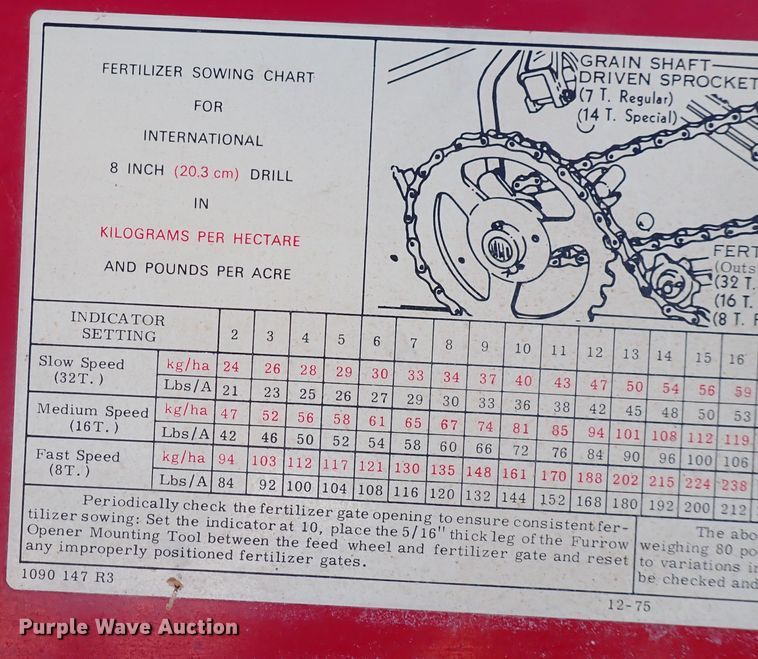 FERTILIZER SOWING CHART
FOR
INTERNATIONAL
8 INCH (20.3 cm) DRILL
IN
KILOGRAMS PER HECTARE
AND POUNDS PER ACRE
GRAIN SHAFT
DRIVEN SPROCKET
(7 T. Regular)
(14 T. Special)
FERT
(Outs
(32 T.
(16 T.
(8 T. F
INDICATOR SETTING 2 3 4 5 6 7 8 9 10 11 12 13 14 15 16
Slow Speed (32T.) kg/ha 24 26 28 29 30 33 34 37 40 43 47 50 54 56 59
Lbs/A 21 23 25 26 27 29 30 33 36 38 42 45 48 50 53
Medium Speed (16T.) kg/ha 47 52 56 58 61 65 67 74 81 85 94 101 108 112 119
Lbs/A 42 46 50 52 54 58 60 66 72 76 84 90 96 100 106
Fast Speed (8T.) kg/ha 94 103 112 117 121 130 135 148 161 170 188 202 215 224 238
Lbs/A 84 92 100 104 108 116 120 132 144 152 168 180 192 200 212
Periodically check the fertilizer gate opening to ensure consistent fer-
tilizer sowing: Set the indicator at 10, place the 5/16" thick leg of the Furrow
Opener Mounting Tool between the feed wheel and fertilizer gate and reset
any improperly positioned fertilizer gates.
The abo
weighing 80 po
to variations in
be checked and
1090 147 R3
12-75
Purple Wave Auction